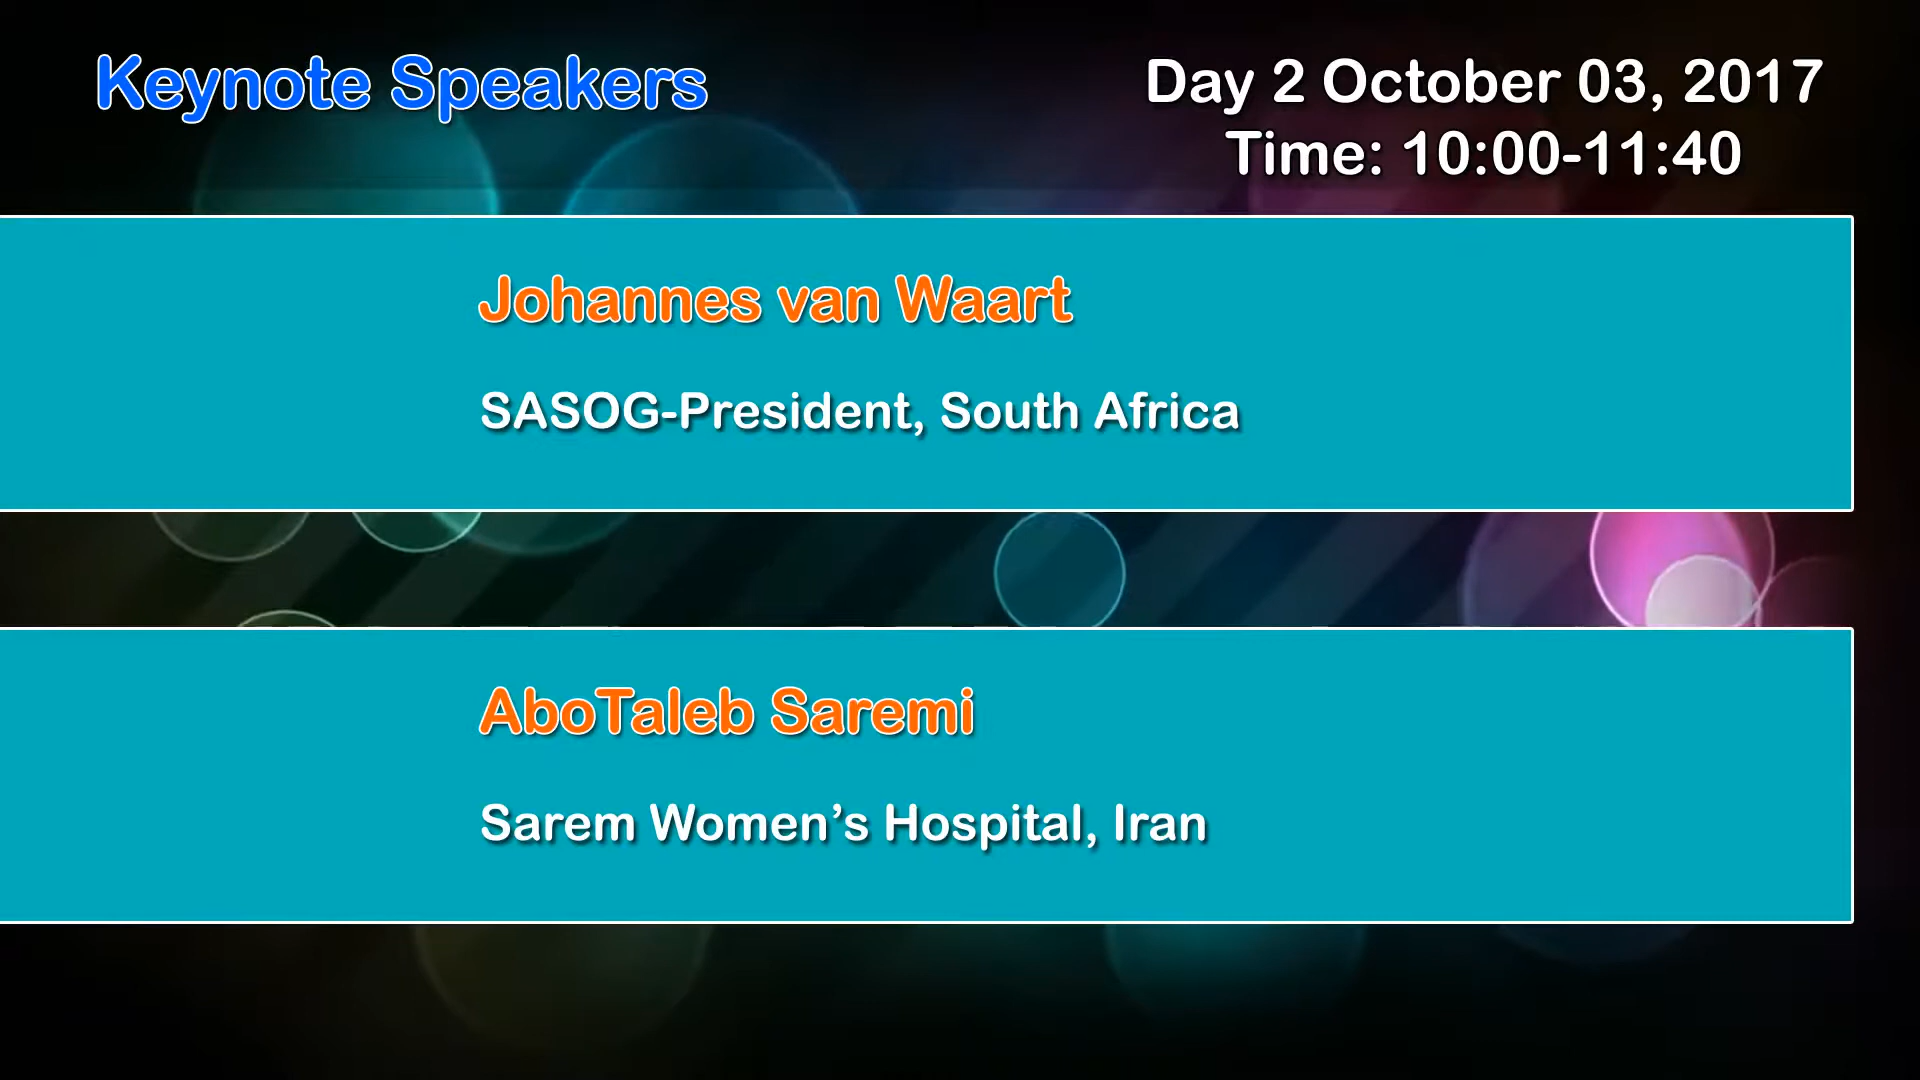 Keynote Speakers
Day 2 October 03, 2017
Time: 10:00-11:40
Johannes van Waart
SASOG-President, South Africa
AboTaleb Saremi
Sarem Women’s Hospital, Iran